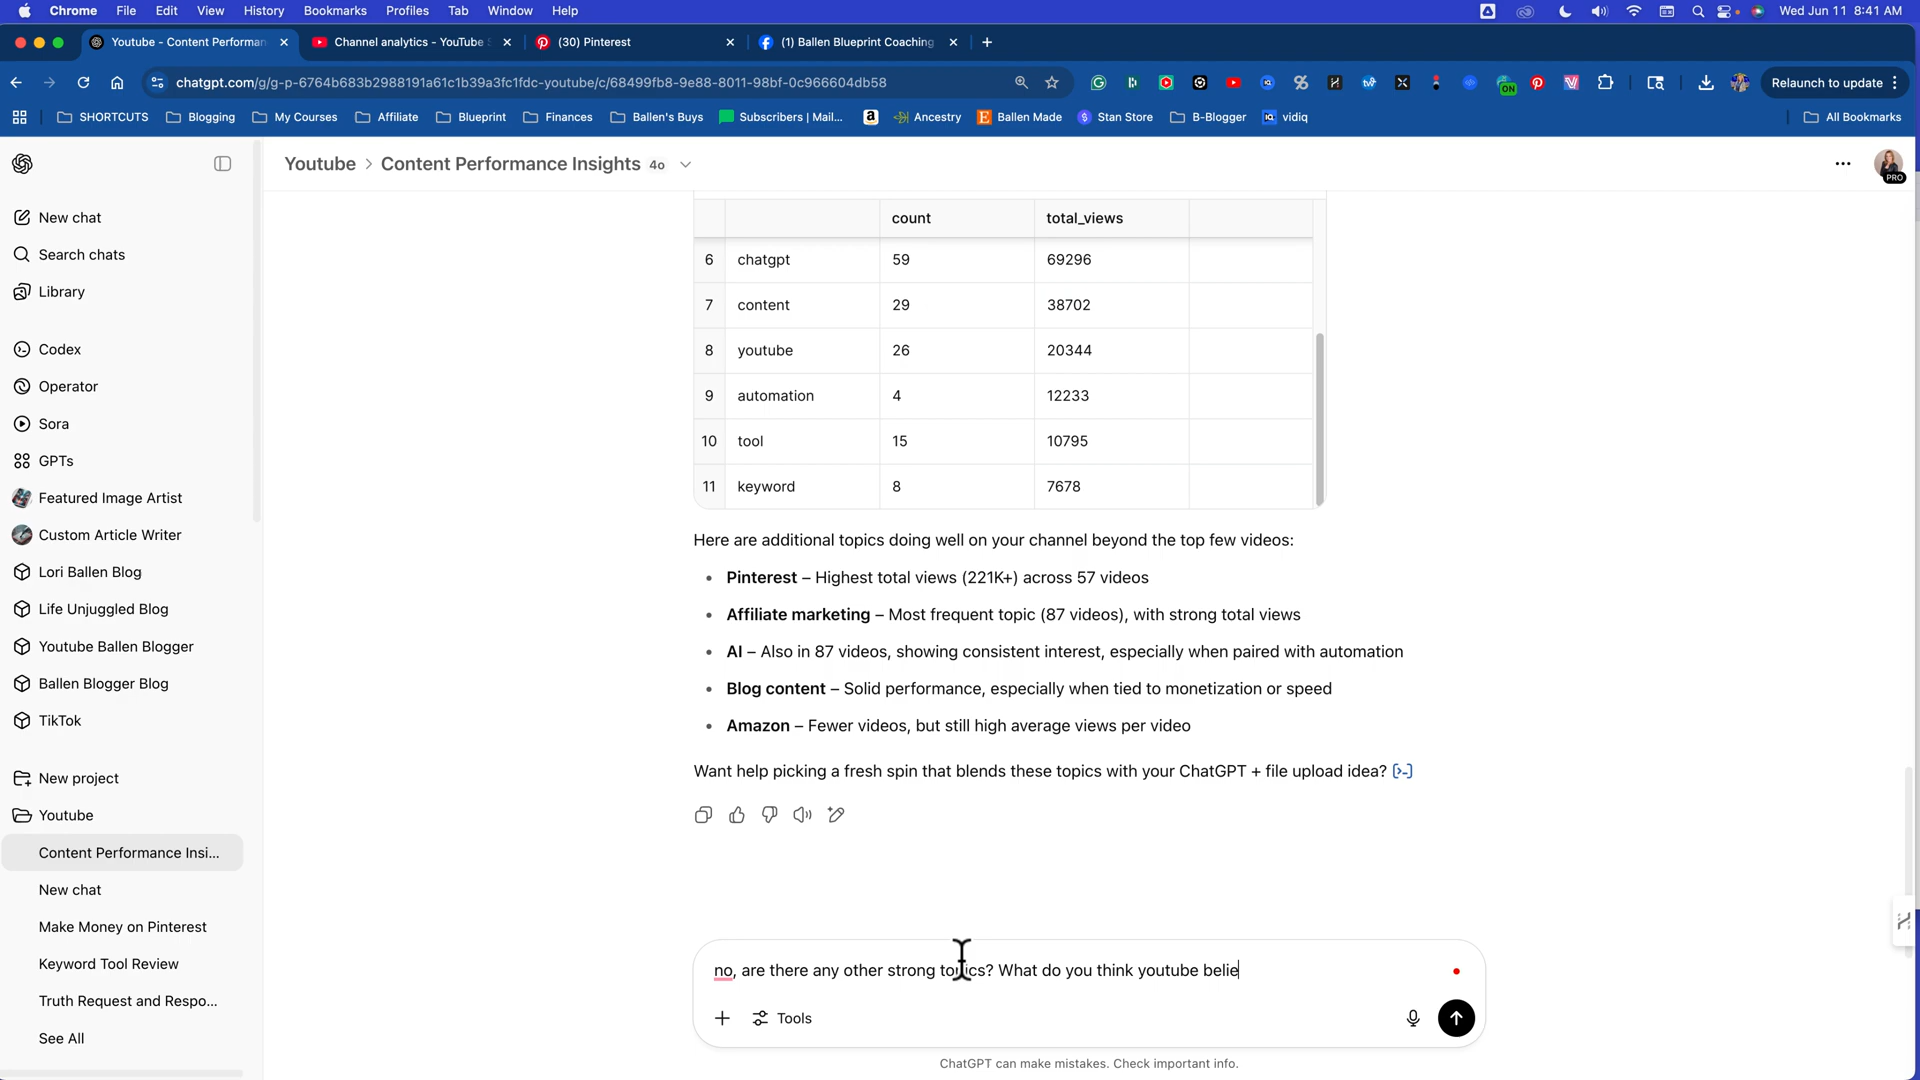 Chrome File Edit View History Bookmarks Profiles Tab Window Help Wed Jun 11 8:41 AM
Youtube - Content Performan Channel analytics - YouTube S (30) Pinterest (1) Ballen Blueprint Coaching
chatgpt.com/g/g-p-6764b683b2988191a61c1b39a3fc1fdc-youtube/c/68499fb8-9e88-8011-98bf-0c966604db58 ON Relaunch to update
SHORTCUTS Blogging My Courses Affiliate Blueprint Finances Ballen's Buys Subscribers | Mail... Ancestry Ballen Made Stan Store B-Blogger vidiq All Bookmarks
Youtube > Content Performance Insights 4o
PRO
New chat
Search chats
Library
Codex
Operator
Sora
GPTs
Featured Image Artist
Custom Article Writer
Lori Ballen Blog
Life Unjuggled Blog
Youtube Ballen Blogger
Ballen Blogger Blog
TikTok
New project
Youtube
Content Performance Insi...
New chat
Make Money on Pinterest
Keyword Tool Review
Truth Request and Respo...
See All
count total_views
6 chatgpt 59 69296
7 content 29 38702
8 youtube 26 20344
9 automation 4 12233
10 tool 15 10795
11 keyword 8 7678
Here are additional topics doing well on your channel beyond the top few videos:
• Pinterest – Highest total views (221K+) across 57 videos
• Affiliate marketing – Most frequent topic (87 videos), with strong total views
• AI – Also in 87 videos, showing consistent interest, especially when paired with automation
• Blog content – Solid performance, especially when tied to monetization or speed
• Amazon – Fewer videos, but still high average views per video
Want help picking a fresh spin that blends these topics with your ChatGPT + file upload idea? [>-]
no, are there any other strong topics? What do you think youtube belie
Tools
ChatGPT can make mistakes. Check important info.